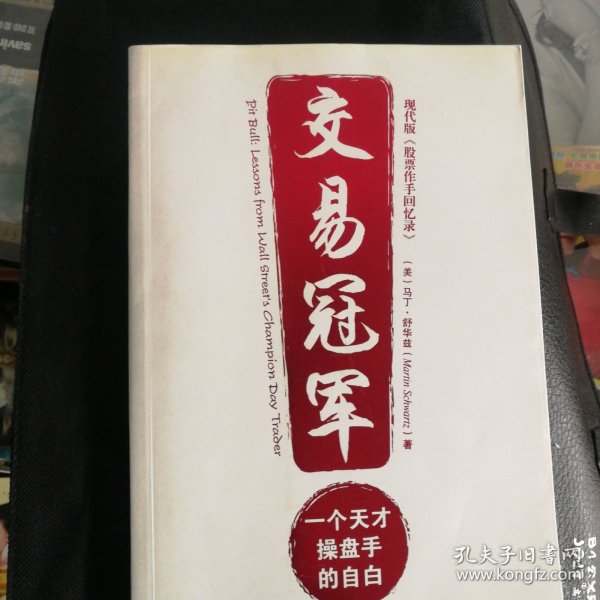 现代版《股票作手回忆录》
（美）马丁·舒华兹（Martin Schwartz）著
交易冠军
Pit Bull: Lessons from Wall Street's Champion Day Trader
一个天才
操盘手
的自白
孔夫子旧书网
www.kongfz.com